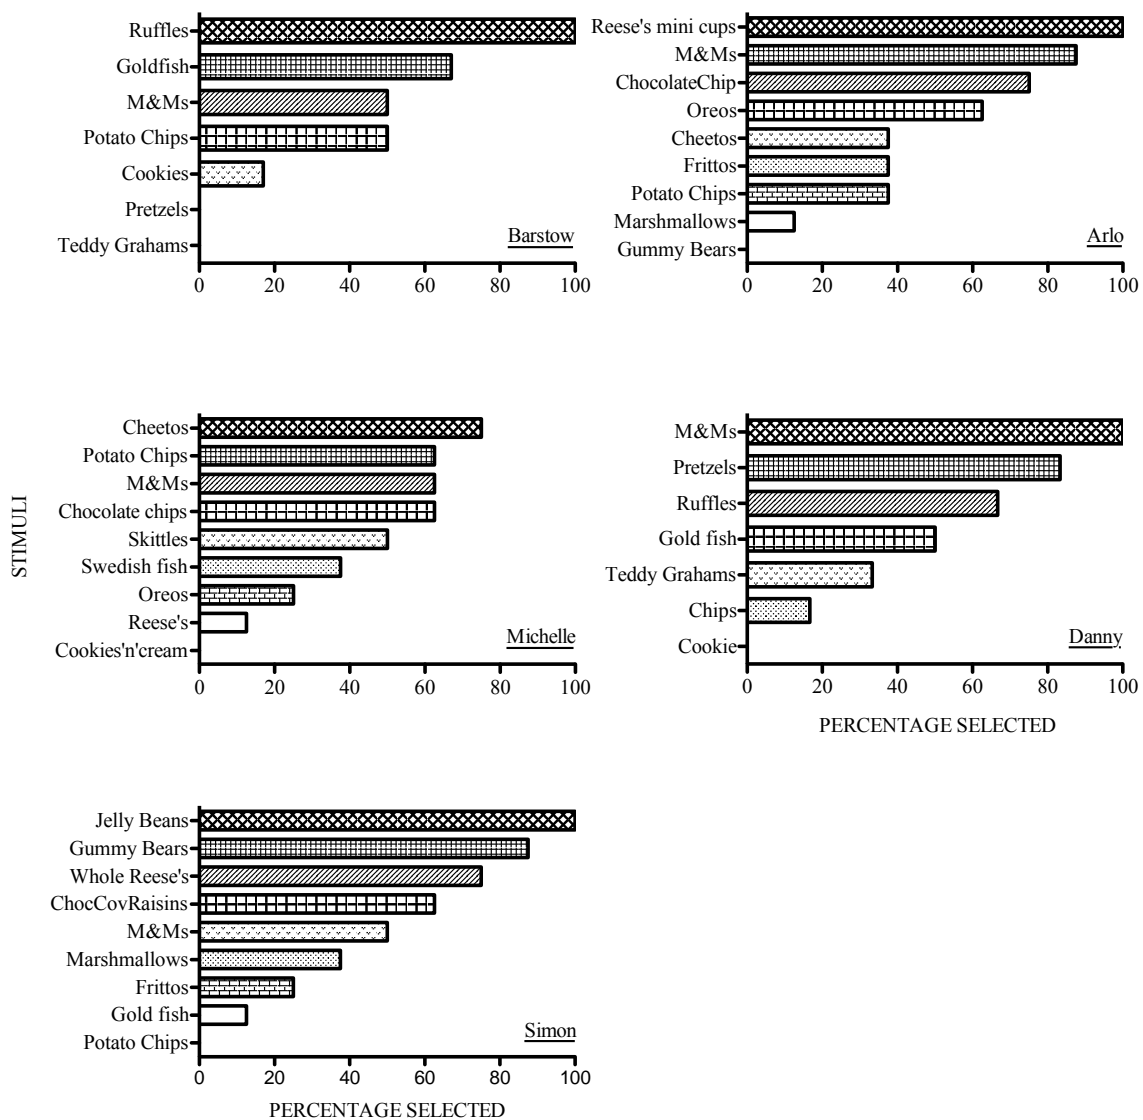 Ruffles
Goldfish
M&Ms
Potato Chips
Cookies
Pretzels
Teddy Grahams
Barstow
0 20 40 60 80 100
Reese's mini cups
M&Ms
ChocolateChip
Oreos
Cheetos
Frittos
Potato Chips
Marshmallows
Gummy Bears
Arlo
0 20 40 60 80 100
STIMULI
Cheetos
Potato Chips
M&Ms
Chocolate chips
Skittles
Swedish fish
Oreos
Reese's
Cookies'n'cream
Michelle
0 20 40 60 80 100
M&Ms
Pretzels
Ruffles
Gold fish
Teddy Grahams
Chips
Cookie
Danny
0 20 40 60 80 100
PERCENTAGE SELECTED
Jelly Beans
Gummy Bears
Whole Reese's
ChocCovRaisins
M&Ms
Marshmallows
Frittos
Gold fish
Potato Chips
Simon
0 20 40 60 80 100
PERCENTAGE SELECTED